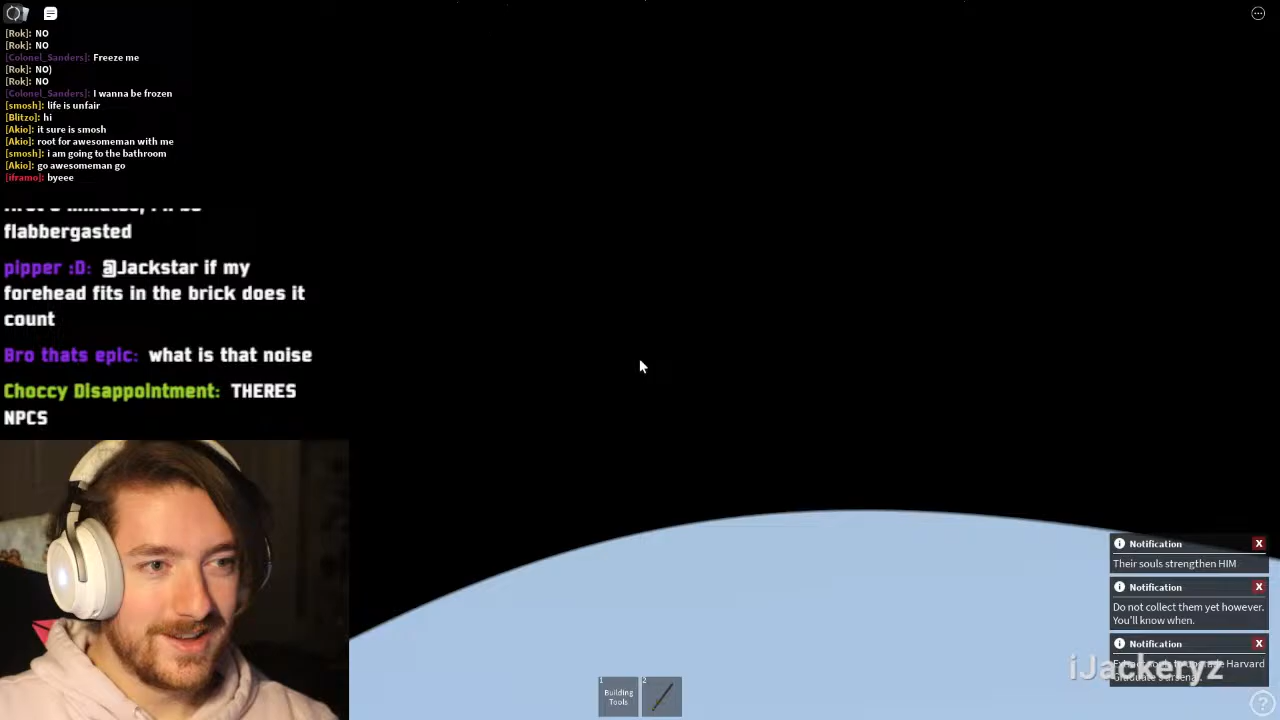 [Rok]: NO
[Rok]: NO
[Colonel_Sanders]: Freeze me
[Rok]: NO)
[Rok]: NO
[Colonel_Sanders]: I wanna be frozen
[smosh]: life is unfair
[Blitzo]: hi
[Akio]: it sure is smosh
[Akio]: root for awesomeman with me
[smosh]: i am going to the bathroom
[Akio]: go awesomeman go
[iframo]: byeee
flabbergasted
pipper :D: @Jackstar if my
forehead fits in the brick does it
count
Bro thats epic: what is that noise
Choccy Disappointment: THERES
NPCS
Notification X
Their souls strengthen HIM
Notification X
Do not collect them yet however.
You'll know when.
Notification X
Harvard
iJackeryz
1
Building
Tools
2
?